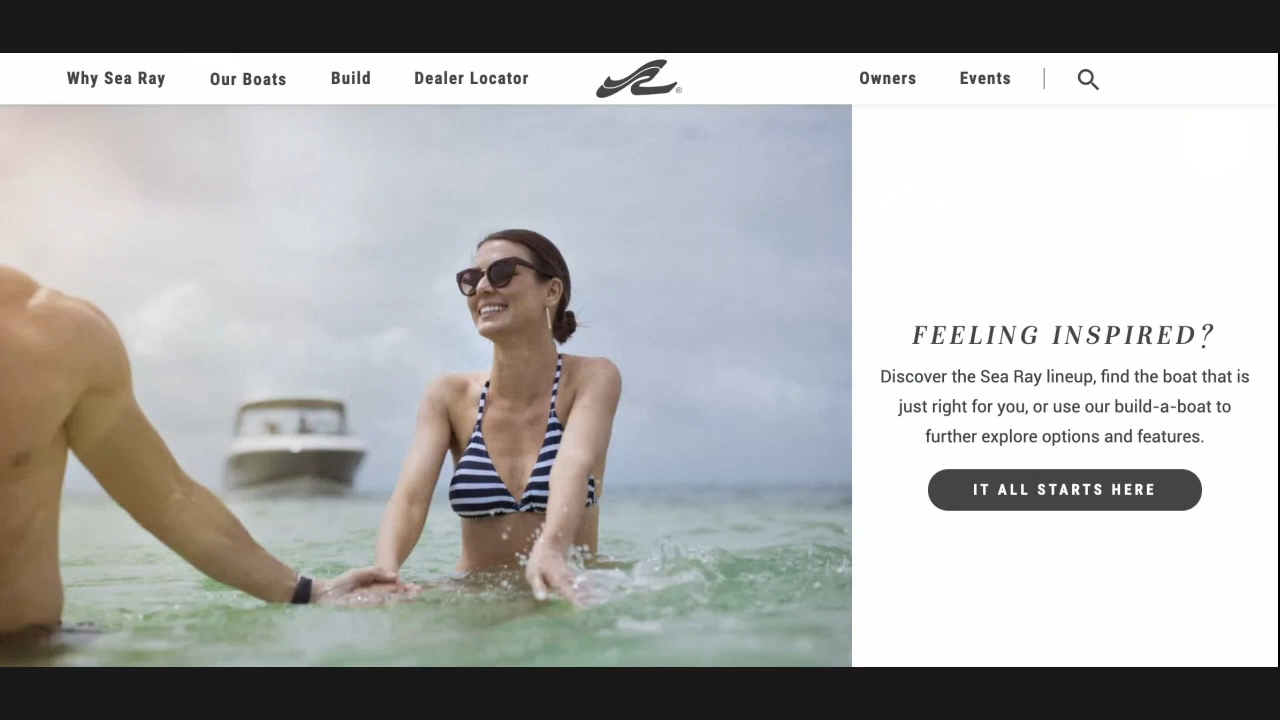 Why Sea Ray Our Boats Build Dealer Locator ® Owners Events
FEELING INSPIRED?
Discover the Sea Ray lineup, find the boat that is
just right for you, or use our build-a-boat to
further explore options and features.
IT ALL STARTS HERE